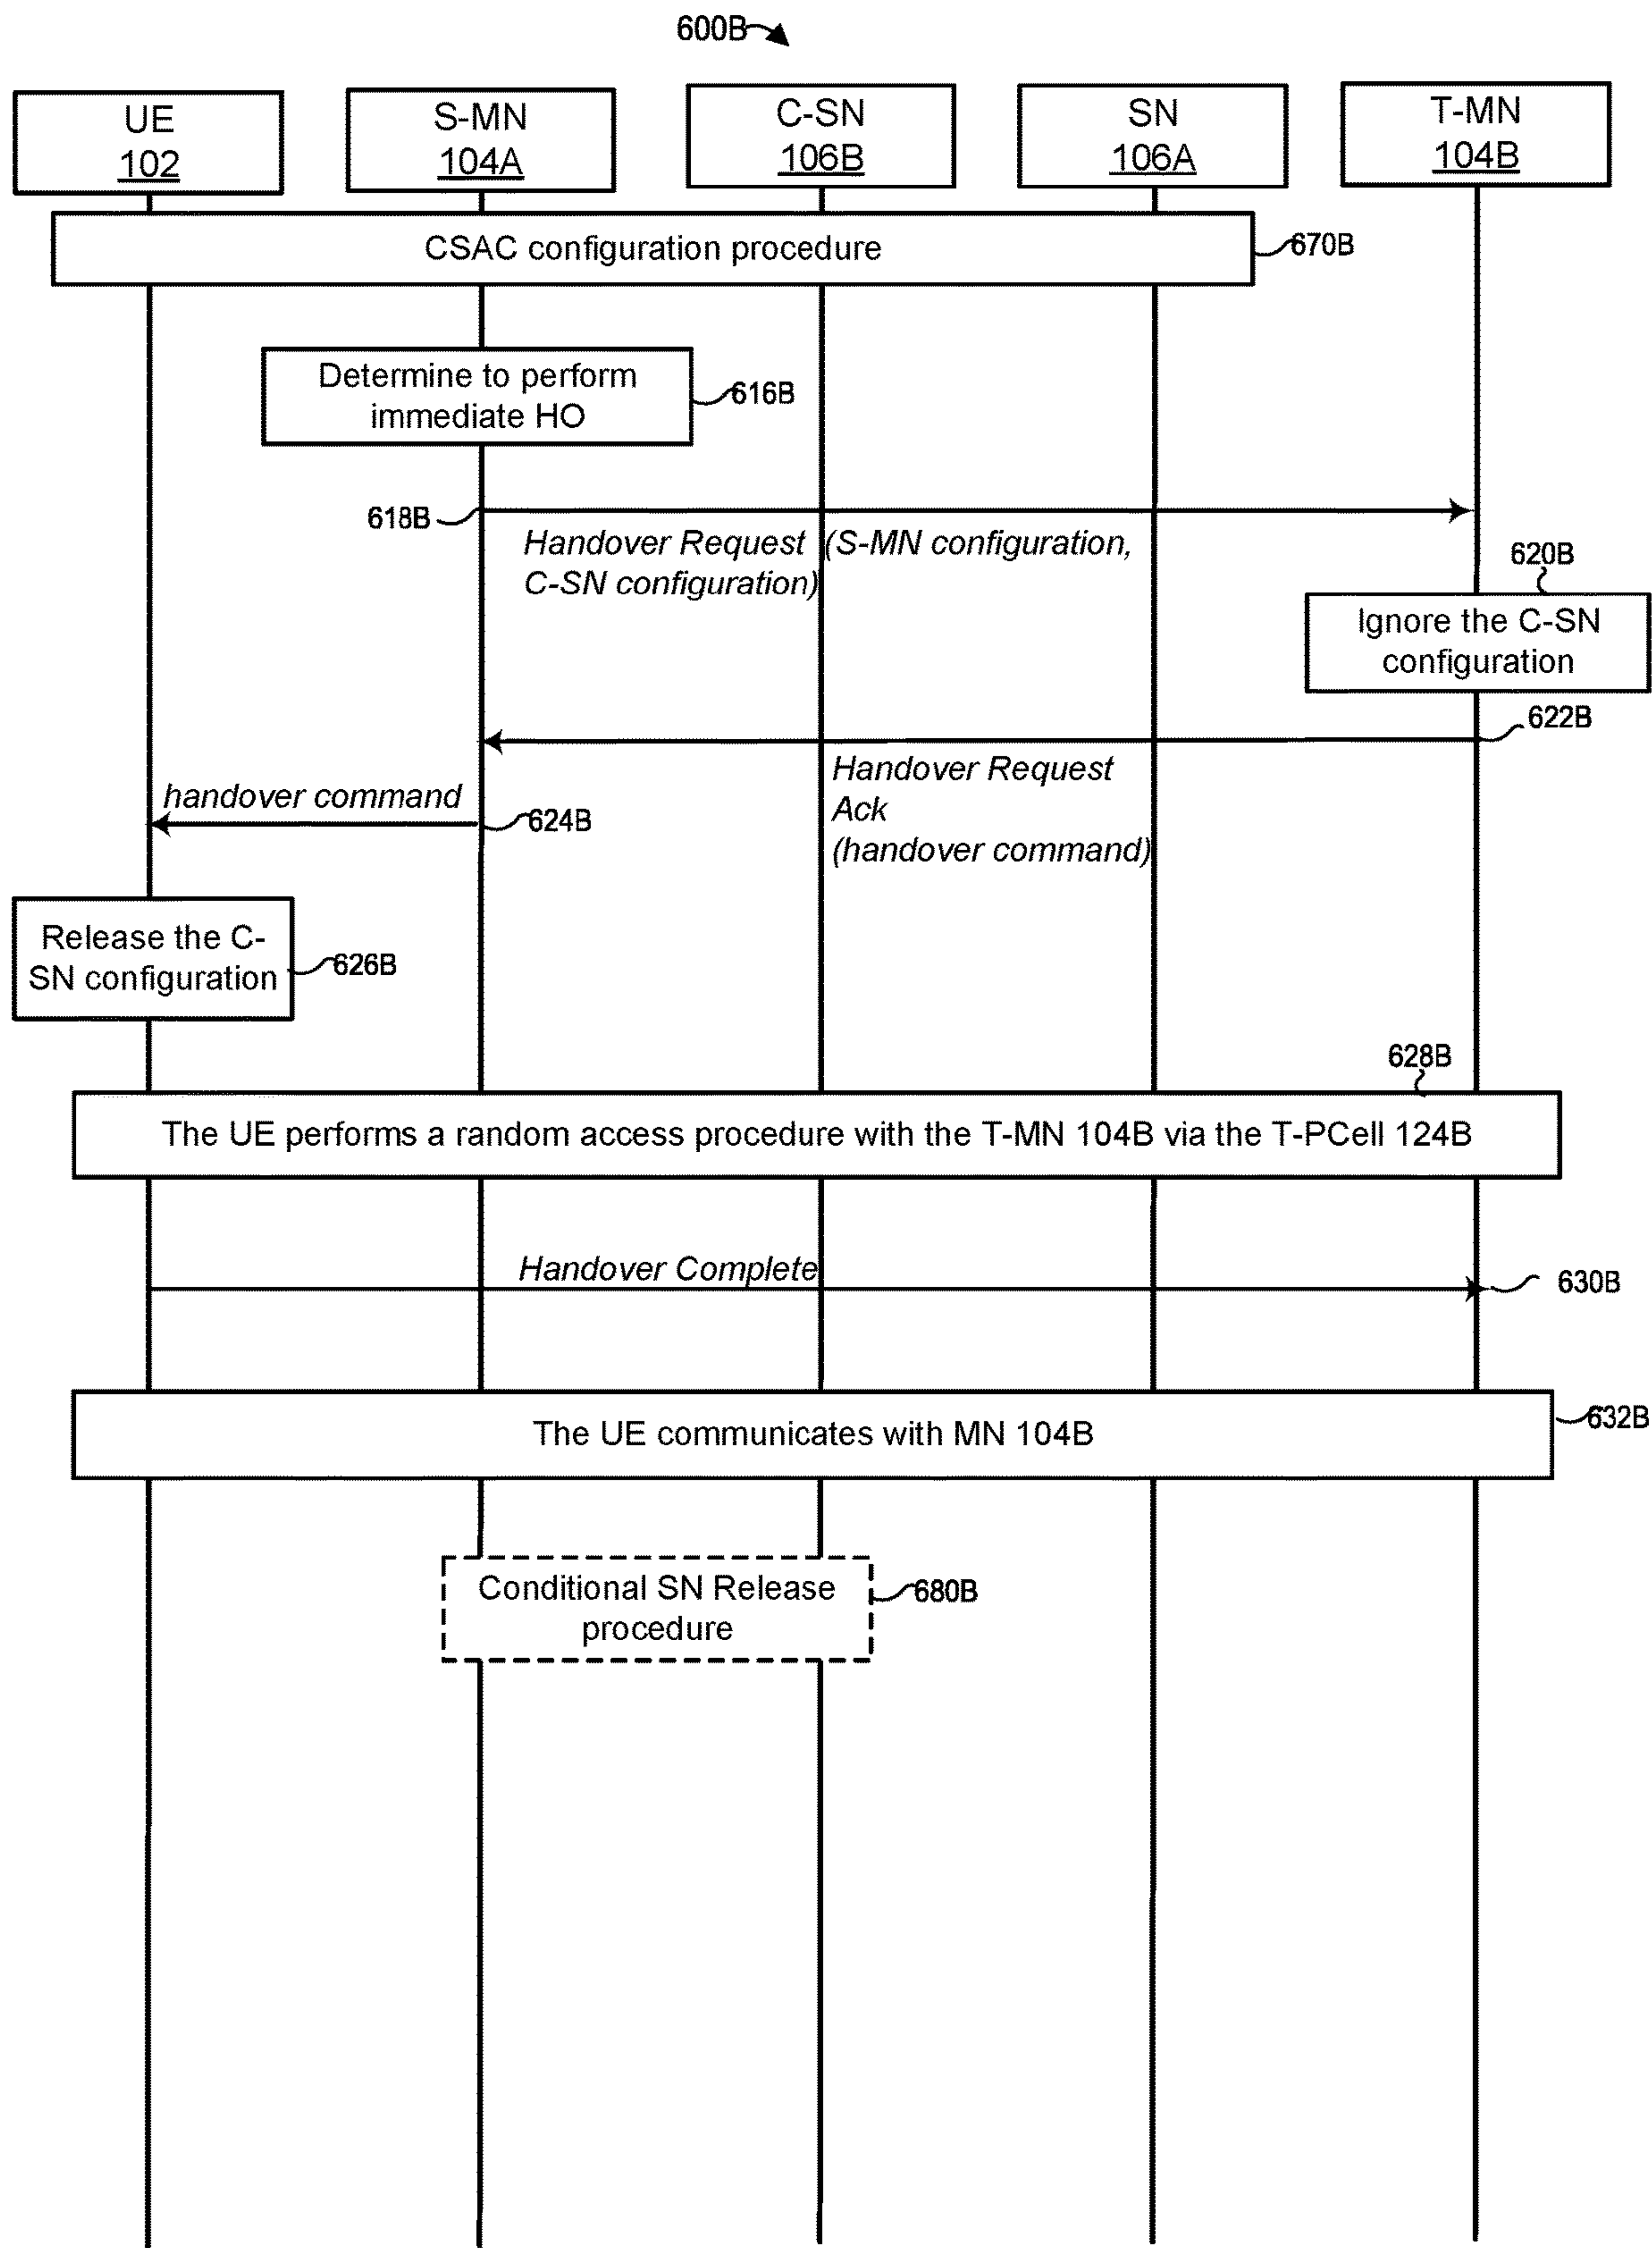 600B
UE
102
S-MN
104A
C-SN
106B
SN
106A
T-MN
104B
CSAC configuration procedure
670B
Determine to perform
immediate HO
616B
618B
Handover Request (S-MN configuration,
C-SN configuration)
620B
Ignore the C-SN
configuration
622B
Handover Request
Ack
(handover command)
handover command
624B
Release the C-
SN configuration
626B
628B
The UE performs a random access procedure with the T-MN 104B via the T-PCell 124B
Handover Complete
630B
The UE communicates with MN 104B
632B
Conditional SN Release
procedure
680B